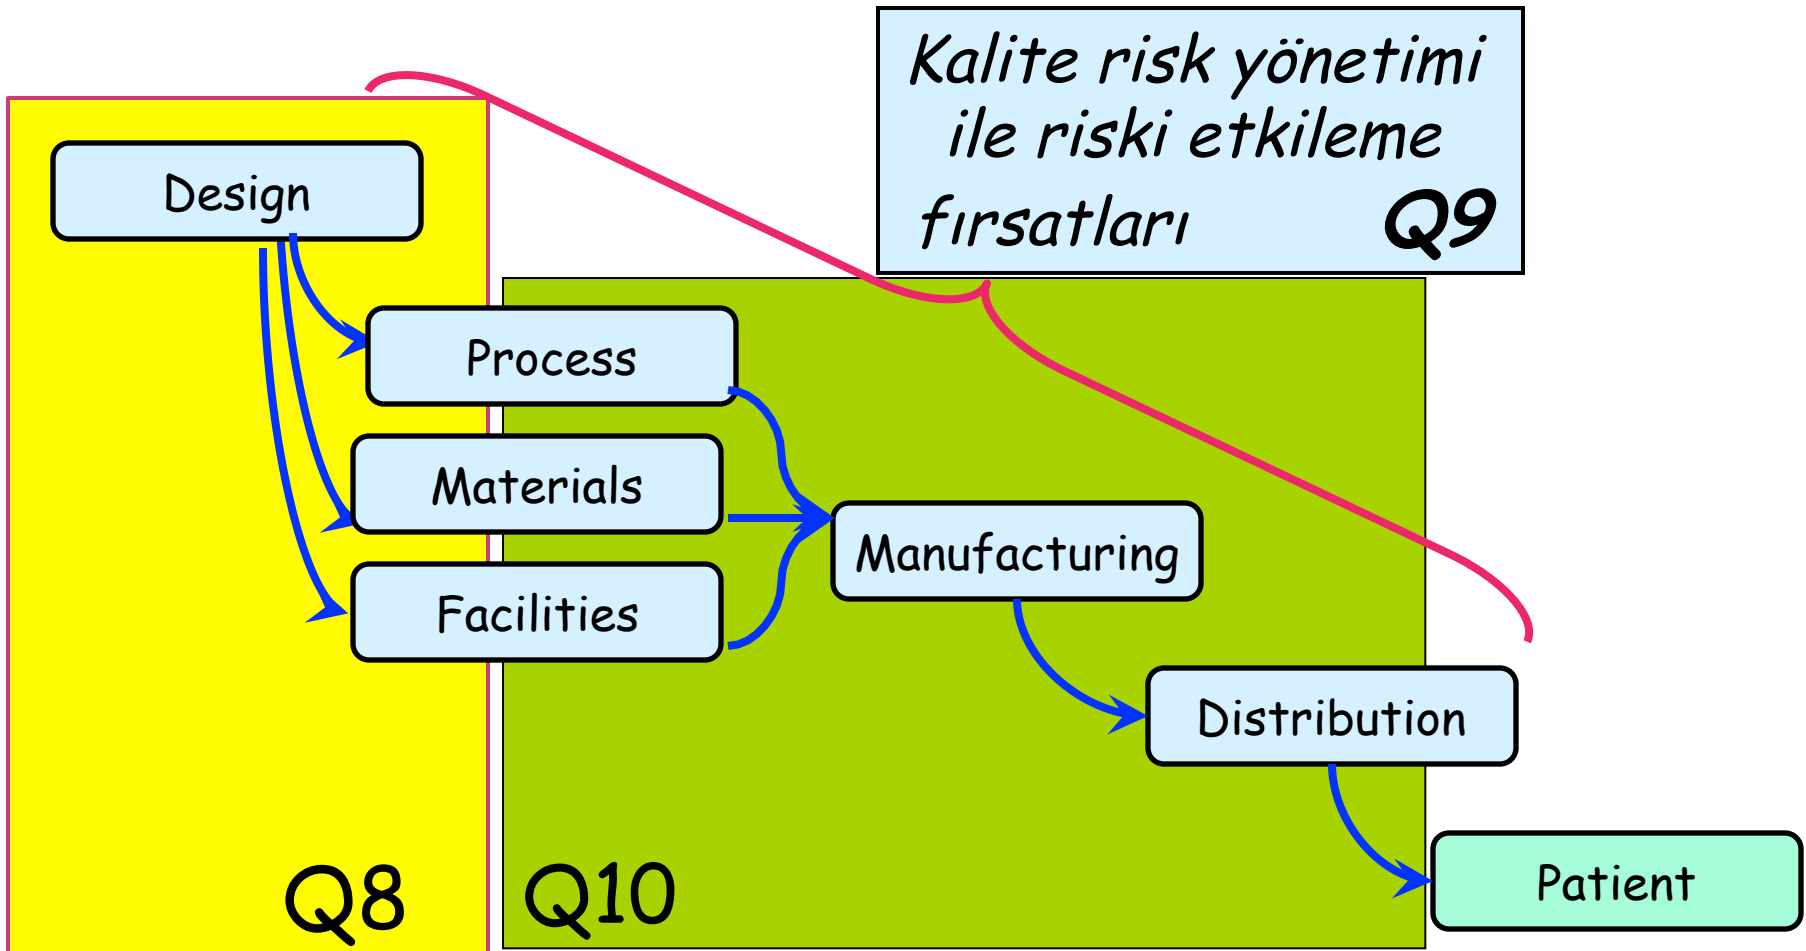 Kalite risk yönetimi
ile riski etkileme
fırsatları Q9
Design
Process
Materials
Manufacturing
Facilities
Distribution
Patient
Q8
Q10